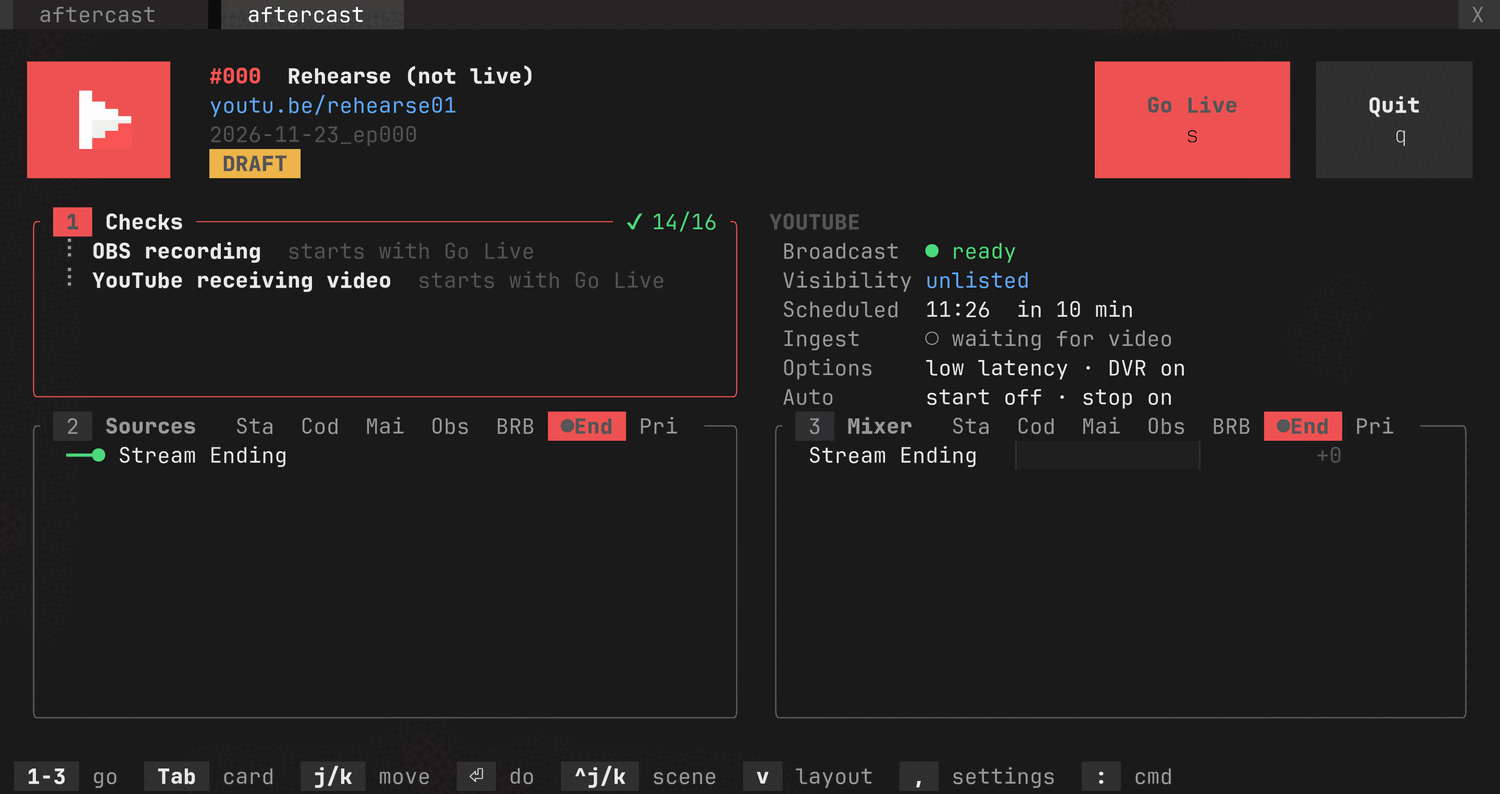 aftercast aftercast X
#000 Rehearse (not live)
youtu.be/rehearse01
2026-11-23_ep000
DRAFT
Go Live
s
Quit
q
1 Checks ✓ 14/16
OBS recording starts with Go Live
YouTube receiving video starts with Go Live
YOUTUBE
Broadcast ● ready
Visibility unlisted
Scheduled 11:26 in 10 min
Ingest ○ waiting for video
Options low latency · DVR on
Auto start off · stop on
2 Sources Sta Cod Mai Obs BRB ●End Pri
Stream Ending
3 Mixer Sta Cod Mai Obs BRB ●End Pri
Stream Ending +0
1-3 go Tab card j/k move ⏎ do ^j/k scene v layout , settings : cmd